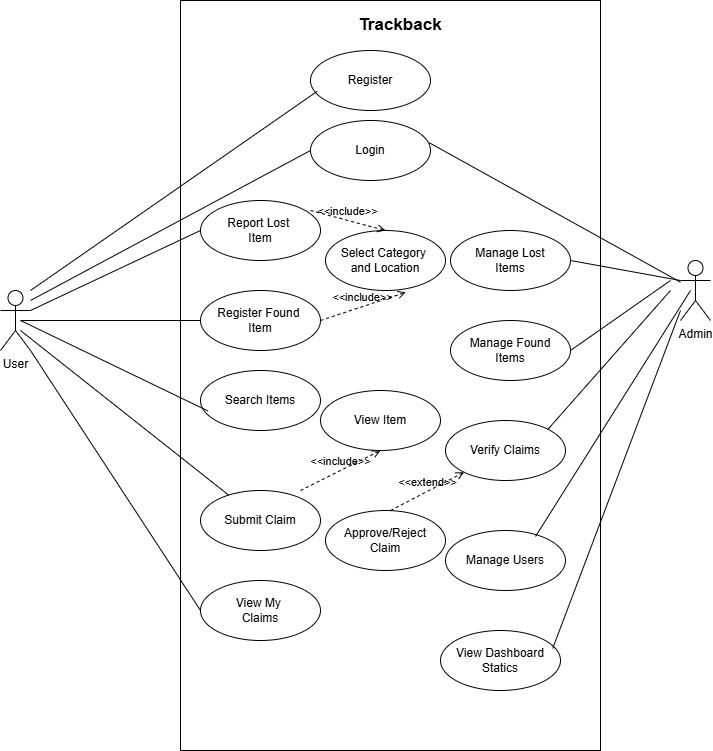 Trackback
Register
Login
Report Lost
Item
<<include>>
Select Category
and Location
Manage Lost
Items
Register Found
Item
<<include>>
User
Admin
Manage Found
Items
Search Items
View Item
Verify Claims
<<include>>
<<extend>>
Submit Claim
Approve/Reject
Claim
Manage Users
View My
Claims
View Dashboard
Statics